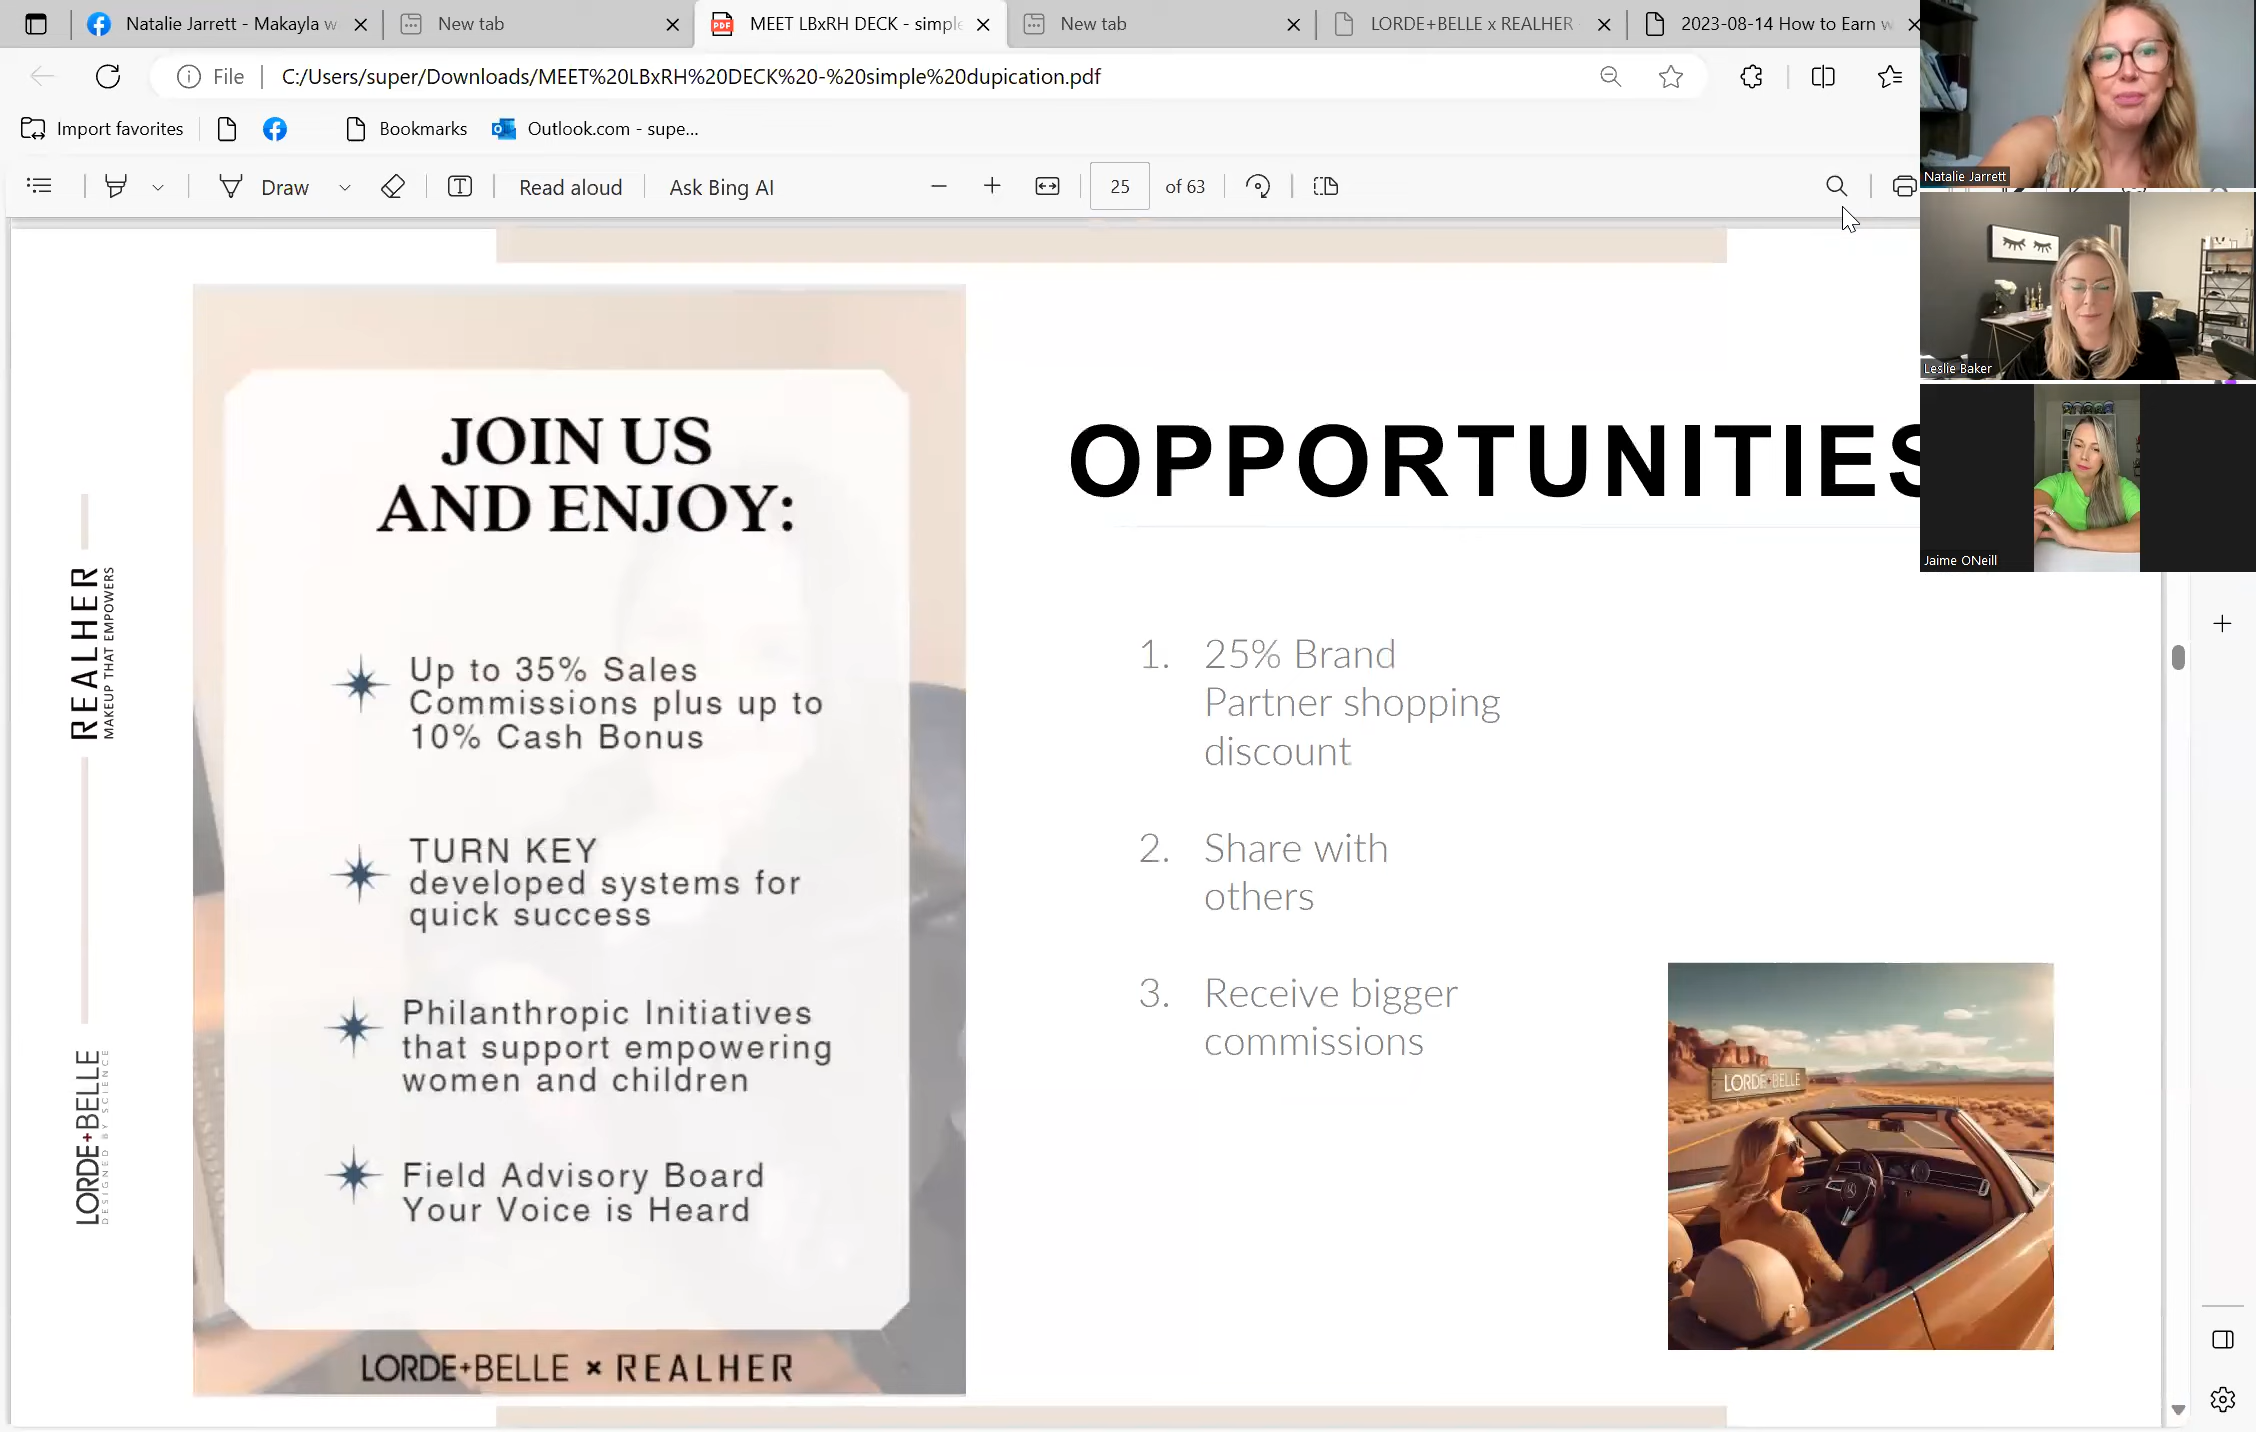 Natalie Jarrett - Makayla w
New tab
MEET LBxRH DECK - simple
New tab
LORDE+BELLE x REALHER
2023-08-14 How to Earn w
File
C:/Users/super/Downloads/MEET%20LBxRH%20DECK%20-%20simple%20dupication.pdf
Import favorites
Bookmarks
Outlook.com - supe...
Draw
Read aloud
Ask Bing AI
25
of 63
Natalie Jarrett
Leslie Baker
Jaime ONeill
REALHER
MAKEUP THAT EMPOWERS
LORDE+BELLE
DESIGNED BY SCIENCE
JOIN US
AND ENJOY:
Up to 35% Sales
Commissions plus up to
10% Cash Bonus
TURN KEY
developed systems for
quick success
Philanthropic Initiatives
that support empowering
women and children
Field Advisory Board
Your Voice is Heard
LORDE+BELLE × REALHER
OPPORTUNITIES
1. 25% Brand
Partner shopping
discount
2. Share with
others
3. Receive bigger
commissions
LORDE+BELLE